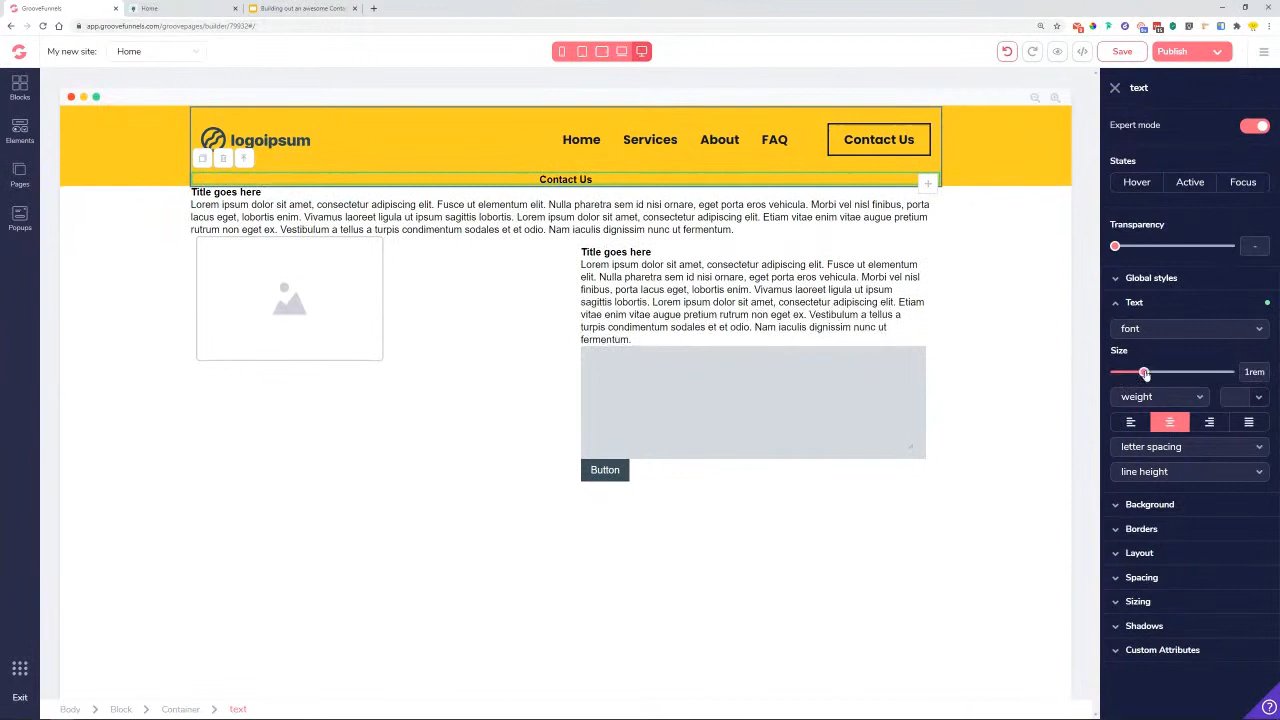 GrooveFunnels
Home
Building out an awesome Conta
app.groovefunnels.com/groovepages/builder/79932#/
My new site:
Home
Save
Publish
Blocks
Elements
Pages
Popups
Exit
logoipsum
Home
Services
About
FAQ
Contact Us
Contact Us
Title goes here
Lorem ipsum dolor sit amet, consectetur adipiscing elit. Fusce ut elementum elit. Nulla pharetra sem id nisi ornare, eget porta eros vehicula. Morbi vel nisl finibus, porta
lacus eget, lobortis enim. Vivamus laoreet ligula ut ipsum sagittis lobortis. Lorem ipsum dolor sit amet, consectetur adipiscing elit. Etiam vitae enim vitae augue pretium
rutrum non eget ex. Vestibulum a tellus a turpis condimentum sodales et et odio. Nam iaculis dignissim nunc ut fermentum.
Title goes here
Lorem ipsum dolor sit amet, consectetur adipiscing elit. Fusce ut elementum
elit. Nulla pharetra sem id nisi ornare, eget porta eros vehicula. Morbi vel nisl
finibus, porta lacus eget, lobortis enim. Vivamus laoreet ligula ut ipsum
sagittis lobortis. Lorem ipsum dolor sit amet, consectetur adipiscing elit. Etiam
vitae enim vitae augue pretium rutrum non eget ex. Vestibulum a tellus a
turpis condimentum sodales et et odio. Nam iaculis dignissim nunc ut
fermentum.
Button
Body
Block
Container
text
text
Expert mode
States
Hover
Active
Focus
Transparency
-
Global styles
Text
font
Size
1rem
weight
letter spacing
line height
Background
Borders
Layout
Spacing
Sizing
Shadows
Custom Attributes